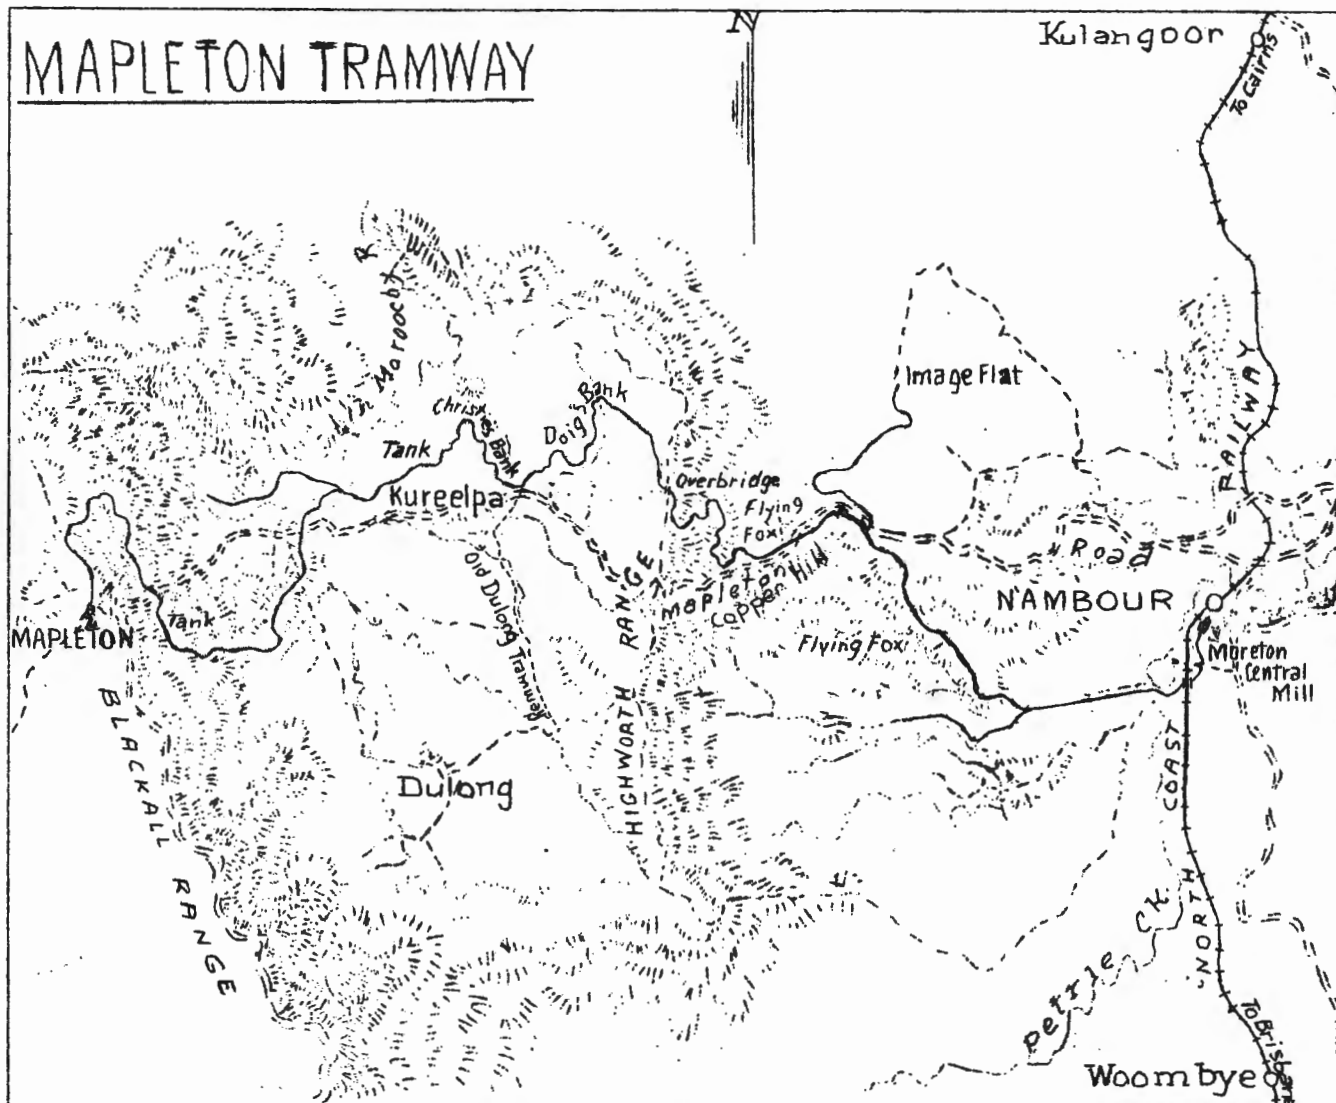 MAPLETON TRAMWAY
N
Kulangoor
To Cairns
Maroochy R
Image Flat
RAILWAY
Christies Bank
Doig's Bank
Tank
Kureelpa
Overbridge
Flying
Fox
Mapleton
Road
Copper Hill
NAMBOUR
Old Dulong Tramway
MAPLETON
Tank
Flying Fox
Moreton
Central
Mill
HIGHWORTH RANGE
BLACKALL RANGE
Dulong
NORTH COAST
Petrie Ck
To Brisbane
Woombye